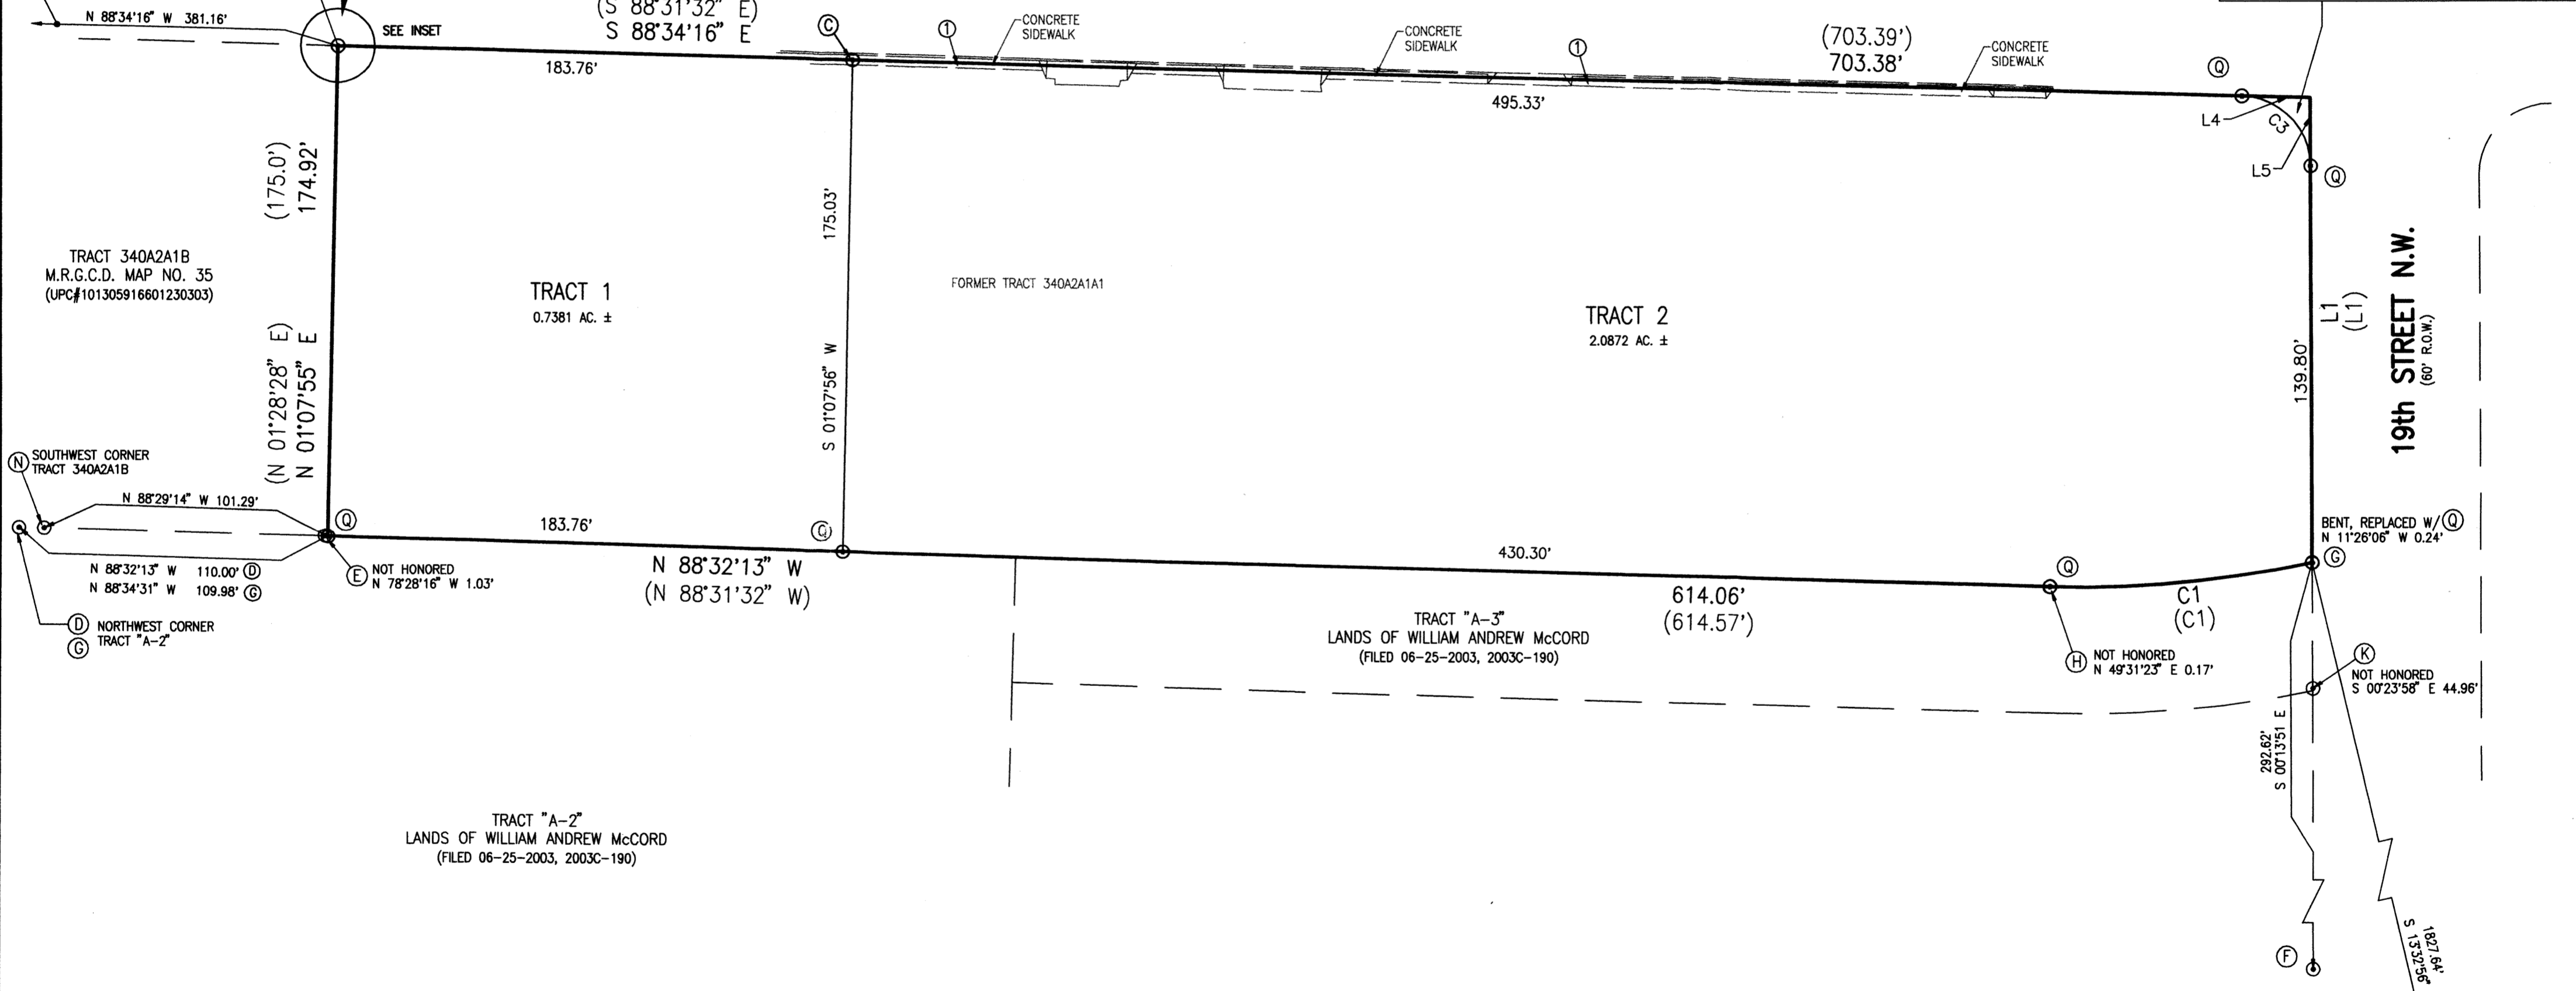 N 88°34'16" W 381.16'
SEE INSET
(S 88°31'32" E)
S 88°34'16" E
183.76'
C
1
CONCRETE
SIDEWALK
CONCRETE
SIDEWALK
1
495.33'
(703.39')
703.38'
CONCRETE
SIDEWALK
Q
L4
C3
L5
Q
(175.0')
174.92'
(N 01°28'28" E)
N 01°07'55" E
TRACT 340A2A1B
M.R.G.C.D. MAP NO. 35
(UPC#101305916601230303)
TRACT 1
0.7381 AC. ±
175.03'
S 01°07'56" W
FORMER TRACT 340A2A1A1
TRACT 2
2.0872 AC. ±
139.80'
L1
(L1)
19th STREET N.W.
(60' R.O.W.)
N
SOUTHWEST CORNER
TRACT 340A2A1B
N 88°29'14" W 101.29'
Q
183.76'
Q
430.30'
Q
BENT, REPLACED W/ Q
N 11°26'06" W 0.24'
G
N 88°32'13" W 110.00' D
N 88°34'31" W 109.98' G
E
NOT HONORED
N 78°28'16" W 1.03'
N 88°32'13" W
(N 88°31'32" W)
614.06'
(614.57')
C1
(C1)
D
G
NORTHWEST CORNER
TRACT "A-2"
TRACT "A-3"
LANDS OF WILLIAM ANDREW McCORD
(FILED 06-25-2003, 2003C-190)
H
NOT HONORED
N 49°31'23" E 0.17'
K
NOT HONORED
S 00°23'58" E 44.96'
292.62'
S 00°13'51 E
TRACT "A-2"
LANDS OF WILLIAM ANDREW McCORD
(FILED 06-25-2003, 2003C-190)
F
1827.64'
S 13°32'56"